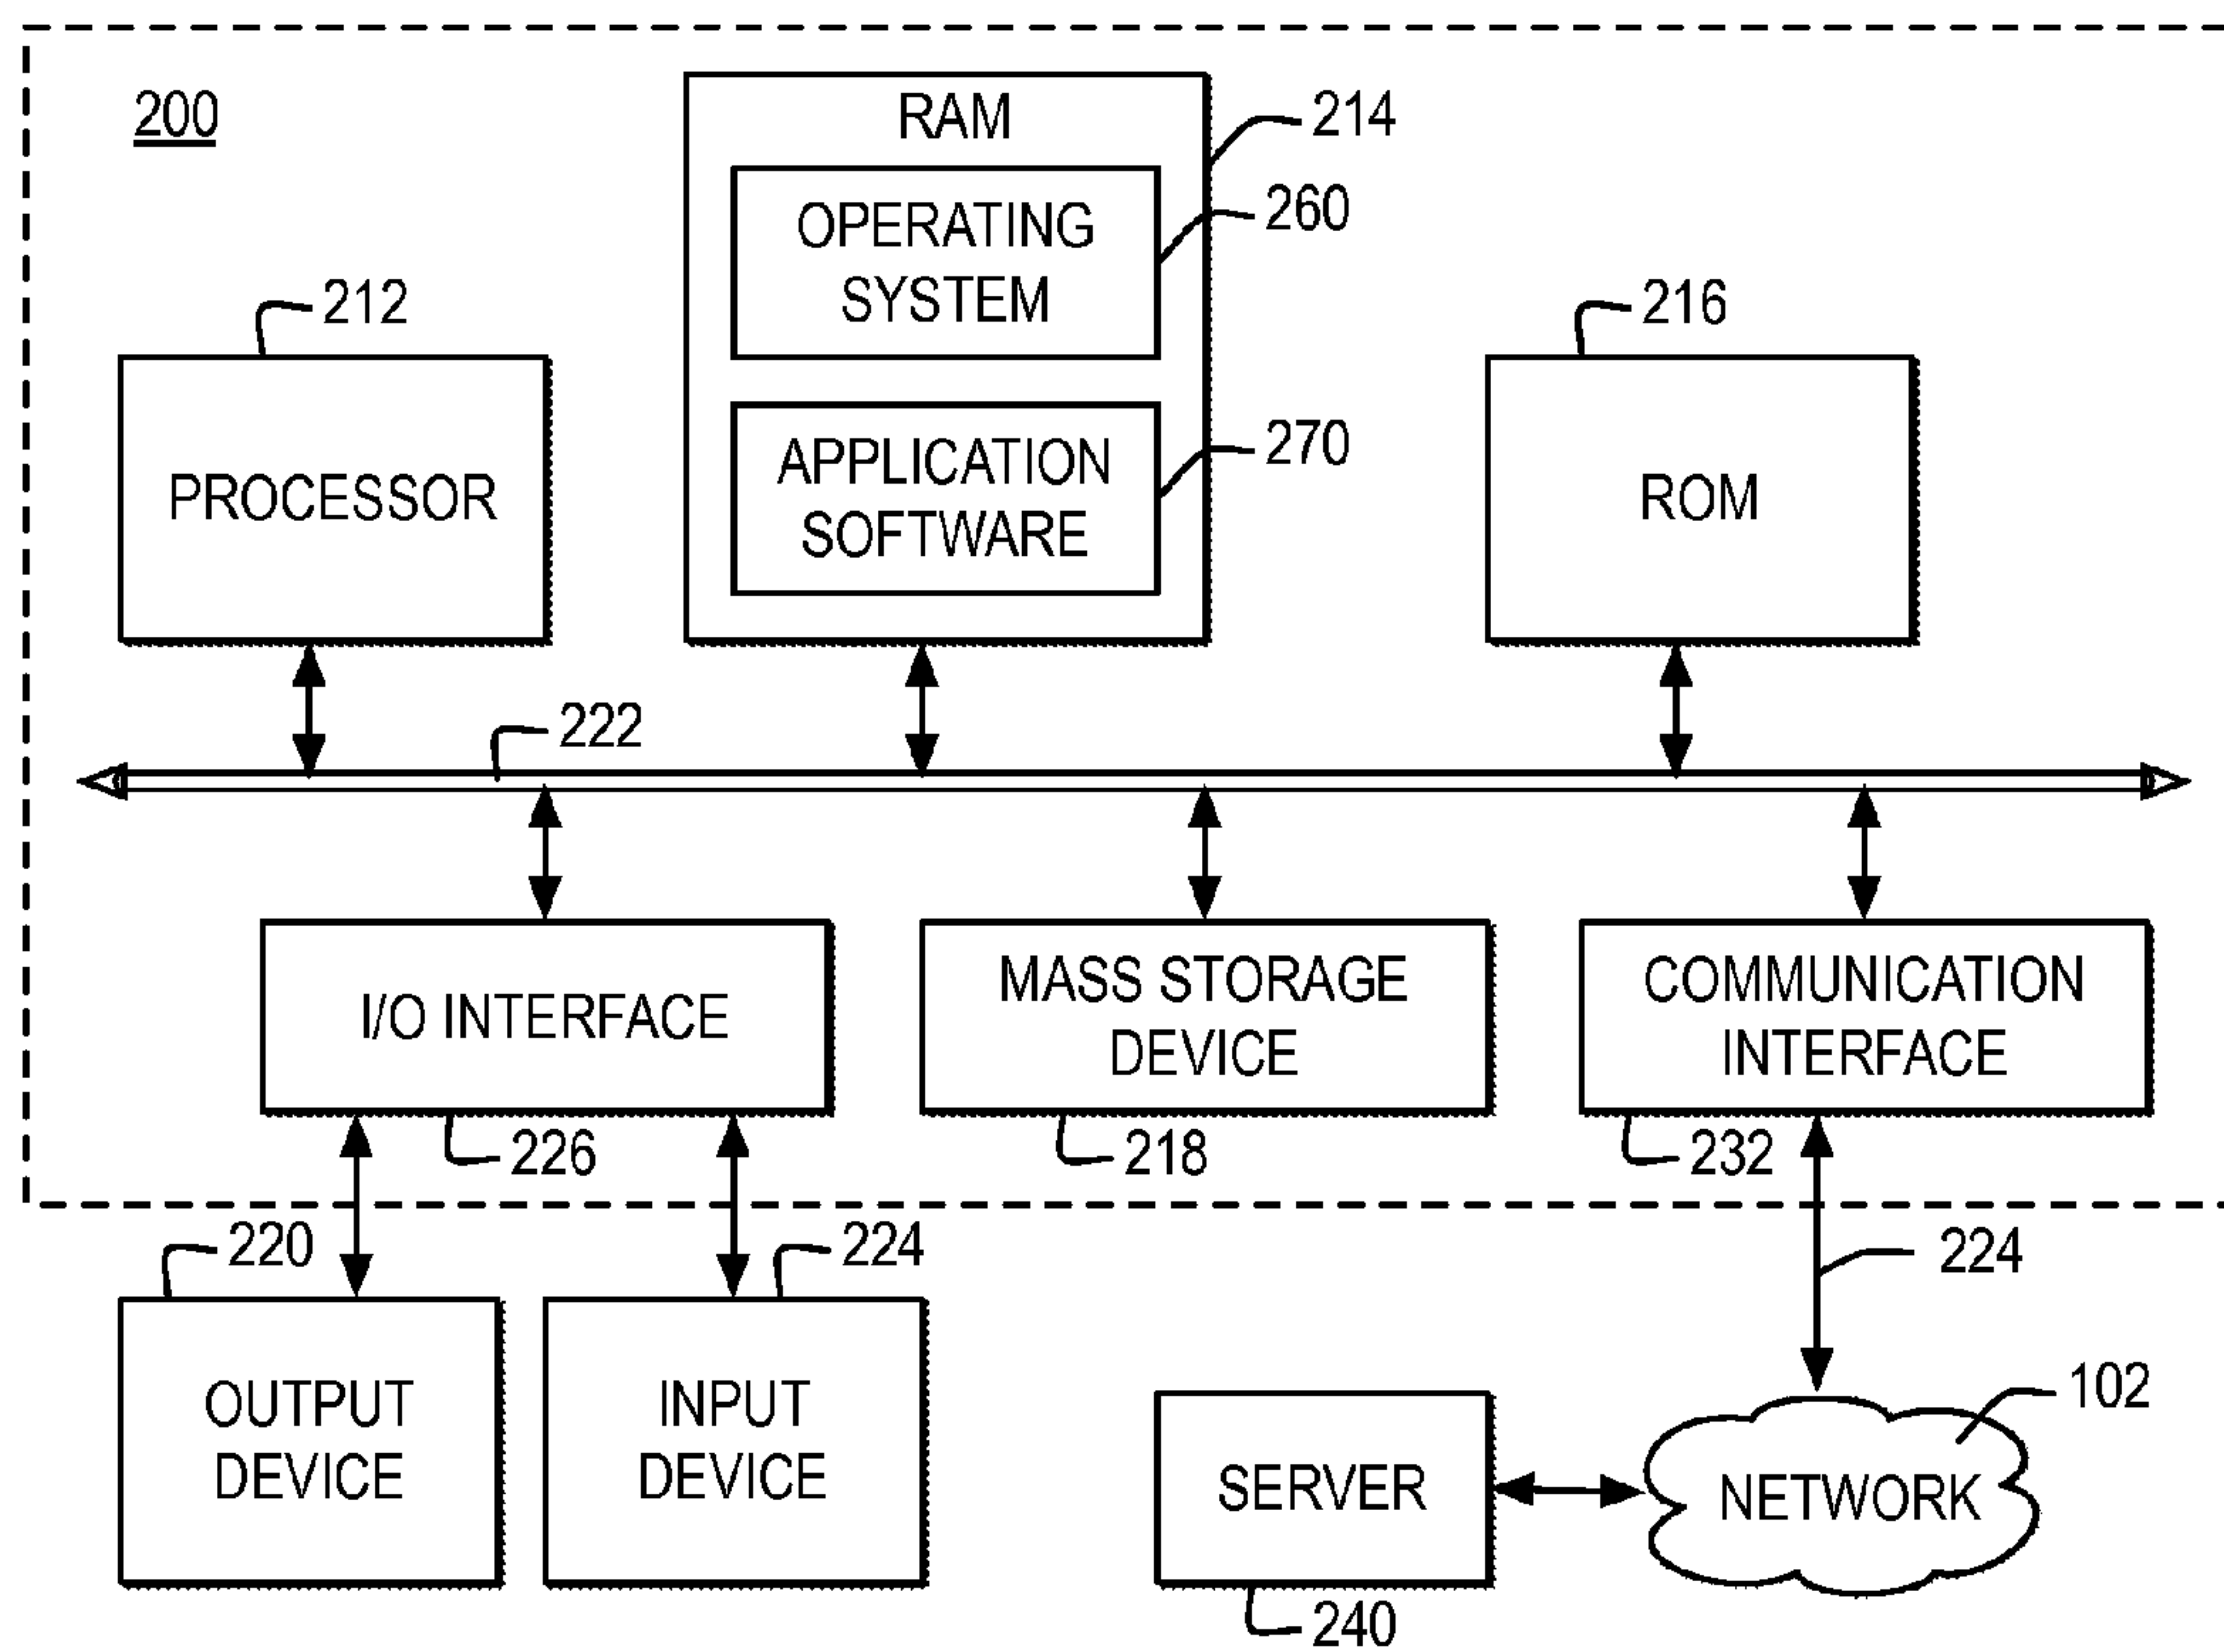 200
RAM
214
OPERATING
SYSTEM
260
212
216
PROCESSOR
APPLICATION
SOFTWARE
270
ROM
222
I/O INTERFACE
MASS STORAGE
DEVICE
COMMUNICATION
INTERFACE
226
218
232
220
224
224
OUTPUT
DEVICE
INPUT
DEVICE
SERVER
NETWORK
102
240